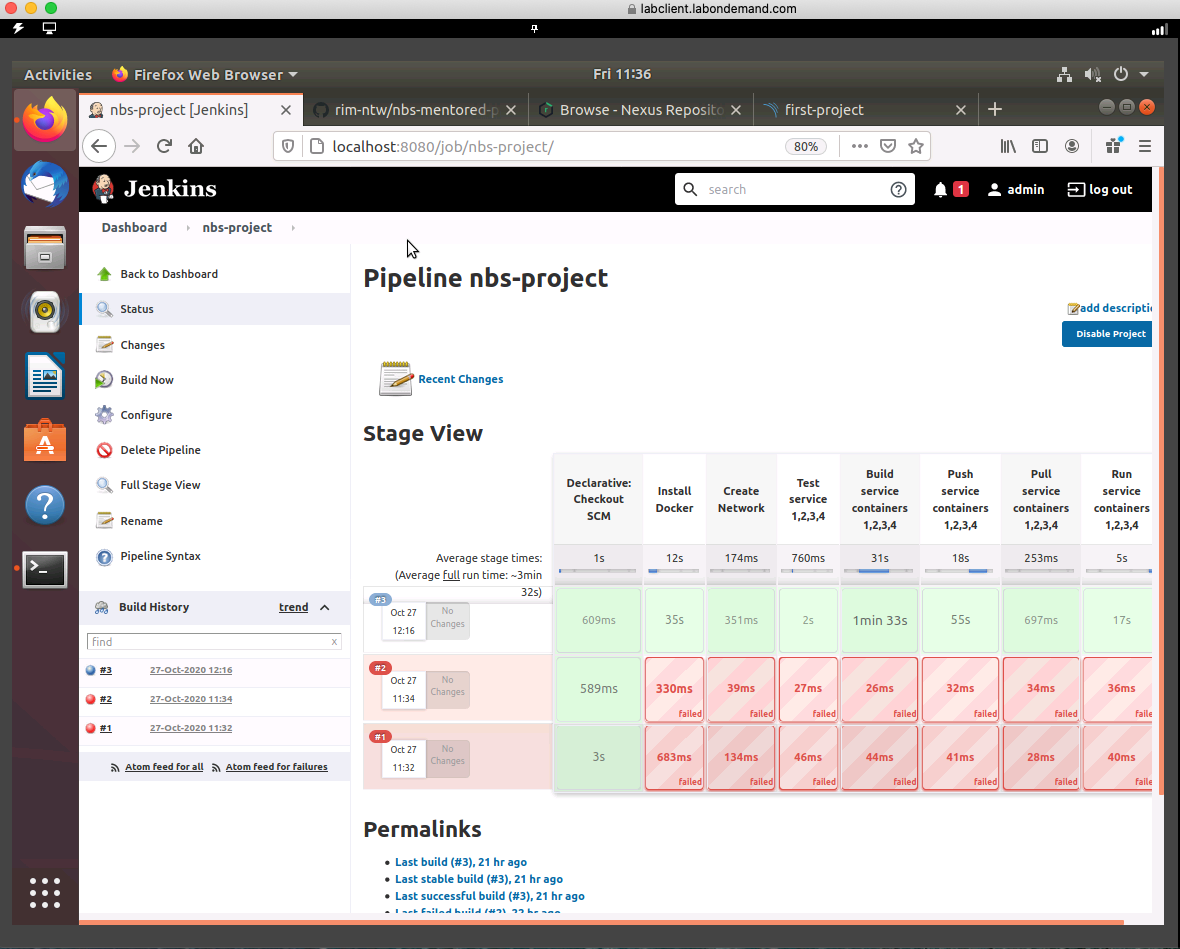 labclient.labondemand.com
Activities Firefox Web Browser Fri 11:36
nbs-project [Jenkins] rim-ntw/nbs-mentored-p Browse - Nexus Reposito first-project
localhost:8080/job/nbs-project/ 80%
Jenkins search 1 admin log out
Dashboard nbs-project
Back to Dashboard
Status
Changes
Build Now
Configure
Delete Pipeline
Full Stage View
Rename
Pipeline Syntax
Build History trend
find x
#3 27-Oct-2020 12:16
#2 27-Oct-2020 11:34
#1 27-Oct-2020 11:32
Atom feed for all Atom feed for failures
Pipeline nbs-project
add descriptio
Disable Project
Recent Changes
Stage View
Declarative: Checkout SCM
Install Docker
Create Network
Test service 1,2,3,4
Build service containers 1,2,3,4
Push service containers 1,2,3,4
Pull service containers 1,2,3,4
Run service containers 1,2,3,4
Average stage times: 1s 12s 174ms 760ms 31s 18s 253ms 5s
(Average full run time: ~3min
32s)
#3
Oct 27 12:16 No Changes 609ms 35s 351ms 2s 1min 33s 55s 697ms 17s
#2
Oct 27 11:34 No Changes 589ms 330ms 39ms 27ms 26ms 32ms 34ms 36ms
failed failed failed failed failed failed faile
#1
Oct 27 11:32 No Changes 3s 683ms 134ms 46ms 44ms 41ms 28ms 40ms
failed failed failed failed failed failed faile
Permalinks
Last build (#3), 21 hr ago
Last stable build (#3), 21 hr ago
Last successful build (#3), 21 hr ago
Last failed build (#2), 22 hr ago